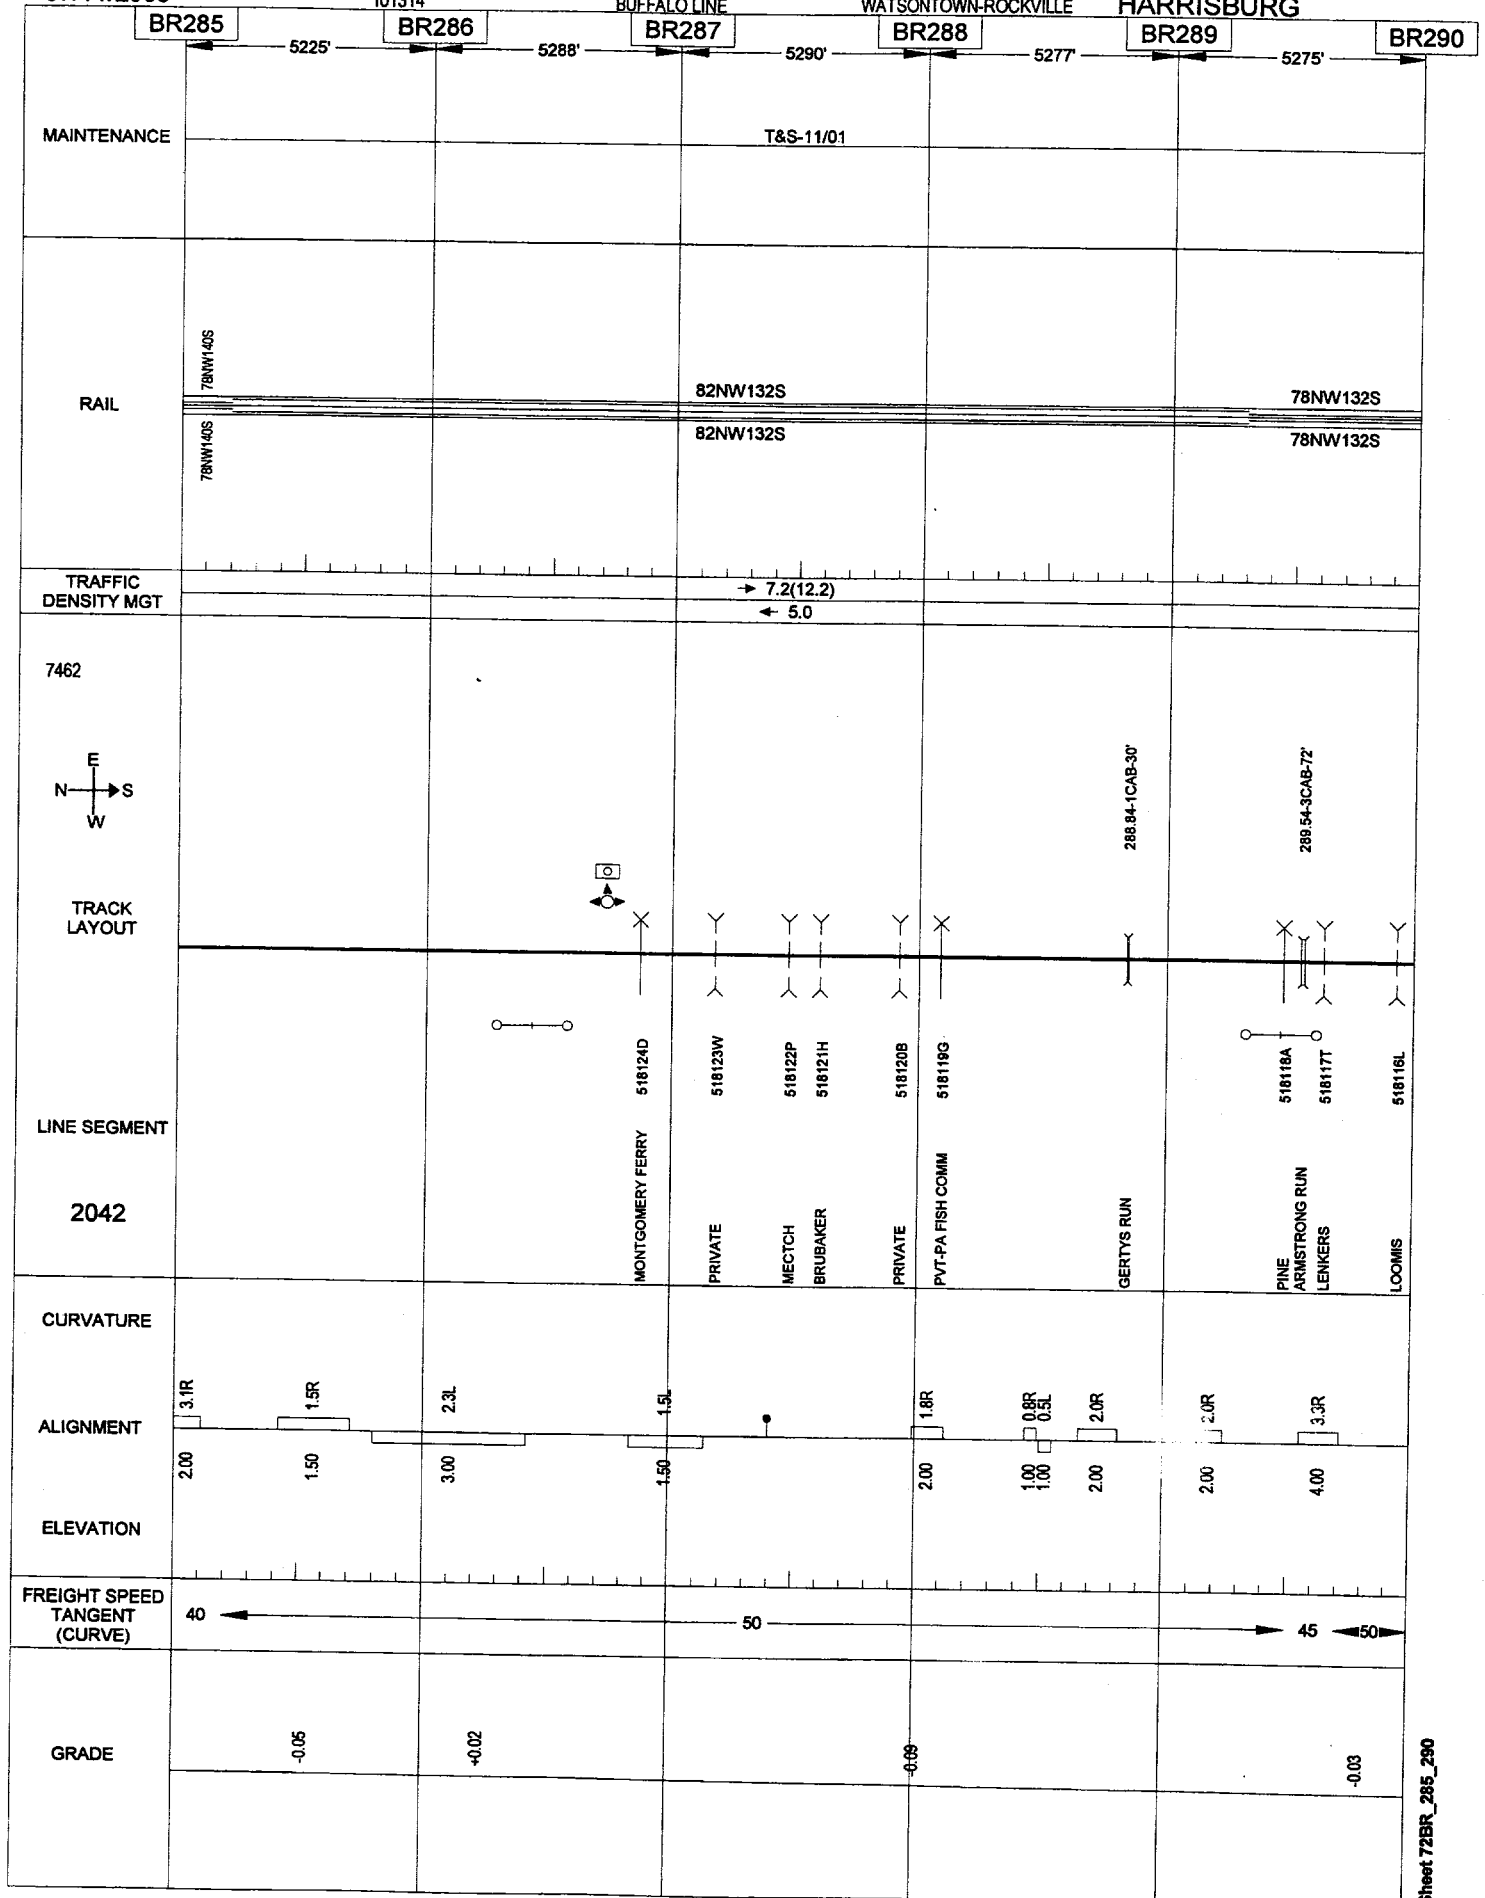 101314 BUFFALO LINE WATSONTOWN-ROCKVILLE HARRISBURG
BR285 BR286 BR287 BR288 BR289 BR290
5225' 5288' 5290' 5277' 5275'
MAINTENANCE T&S-11/01
RAIL
78NW140S 82NW132S 78NW132S
78NW140S 82NW132S 78NW132S
TRAFFIC
DENSITY MGT
7.2(12.2)
5.0
7462
E
N S
W
288.84-1CAB-30' 289.54-3CAB-72'
TRACK
LAYOUT
518124D 518123W 518122P 518121H 518120B 518119G 518118A 518117T 518116L
LINE SEGMENT
2042
MONTGOMERY FERRY
PRIVATE
MECTCH
BRUBAKER
PRIVATE
PVT-PA FISH COMM
GERTYS RUN
PINE
ARMSTRONG RUN
LENKERS
LOOMIS
CURVATURE
ALIGNMENT
3.1R 1.5R 2.3L 1.5L 1.8R 0.8R 0.5L 2.0R 2.0R 3.3R
2.00 1.50 3.00 1.50 2.00 1.00 1.00 2.00 2.00 4.00
ELEVATION
FREIGHT SPEED
TANGENT
(CURVE)
40 50 45 50
GRADE
-0.05 +0.02 -0.09 -0.03
Sheet 72BR_285_290